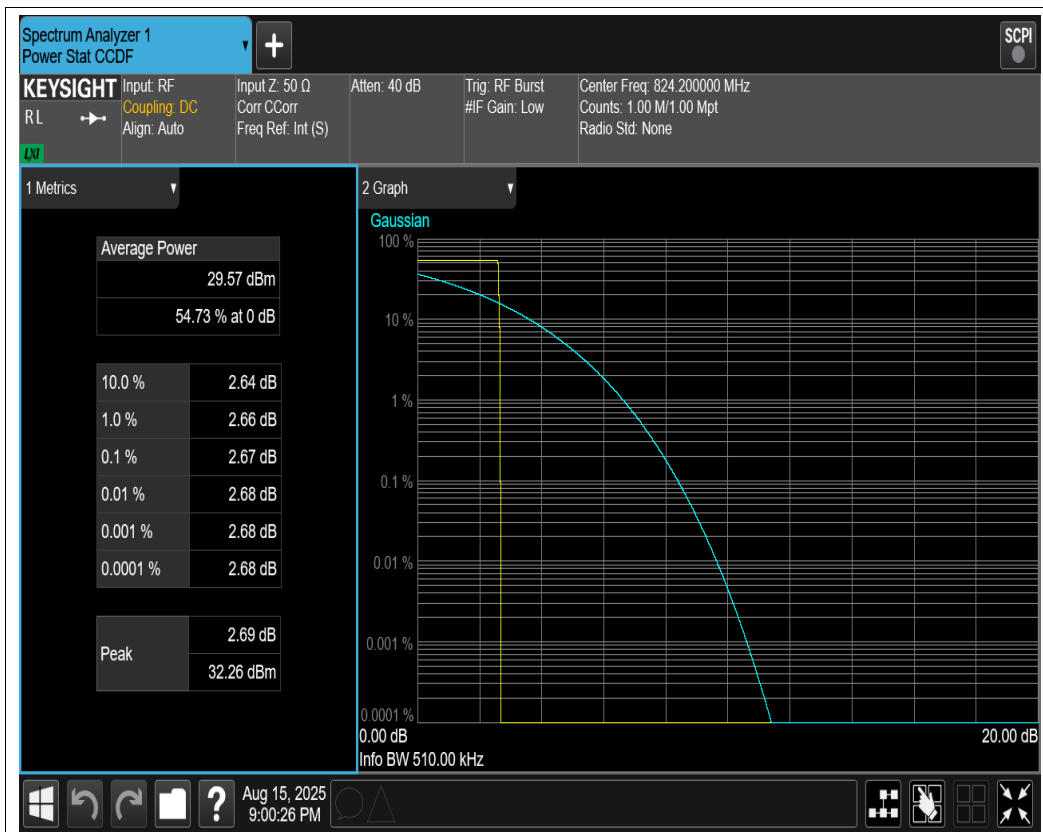 Spectrum Analyzer 1
Power Stat CCDF
+
SCPI
KEYSIGHT
RL
LXI
Input: RF
Coupling: DC
Align: Auto
Input Z: 50 Ω
Corr CCorr
Freq Ref: Int (S)
Atten: 40 dB
Trig: RF Burst
#IF Gain: Low
Center Freq: 824.200000 MHz
Counts: 1.00 M/1.00 Mpt
Radio Std: None
1 Metrics
Average Power
29.57 dBm
54.73 % at 0 dB
10.0 % 2.64 dB
1.0 % 2.66 dB
0.1 % 2.67 dB
0.01 % 2.68 dB
0.001 % 2.68 dB
0.0001 % 2.68 dB
Peak
2.69 dB
32.26 dBm
2 Graph
Gaussian
100 %
10 %
1 %
0.1 %
0.01 %
0.001 %
0.0001 %
0.00 dB 20.00 dB
Info BW 510.00 kHz
?
Aug 15, 2025
9:00:26 PM